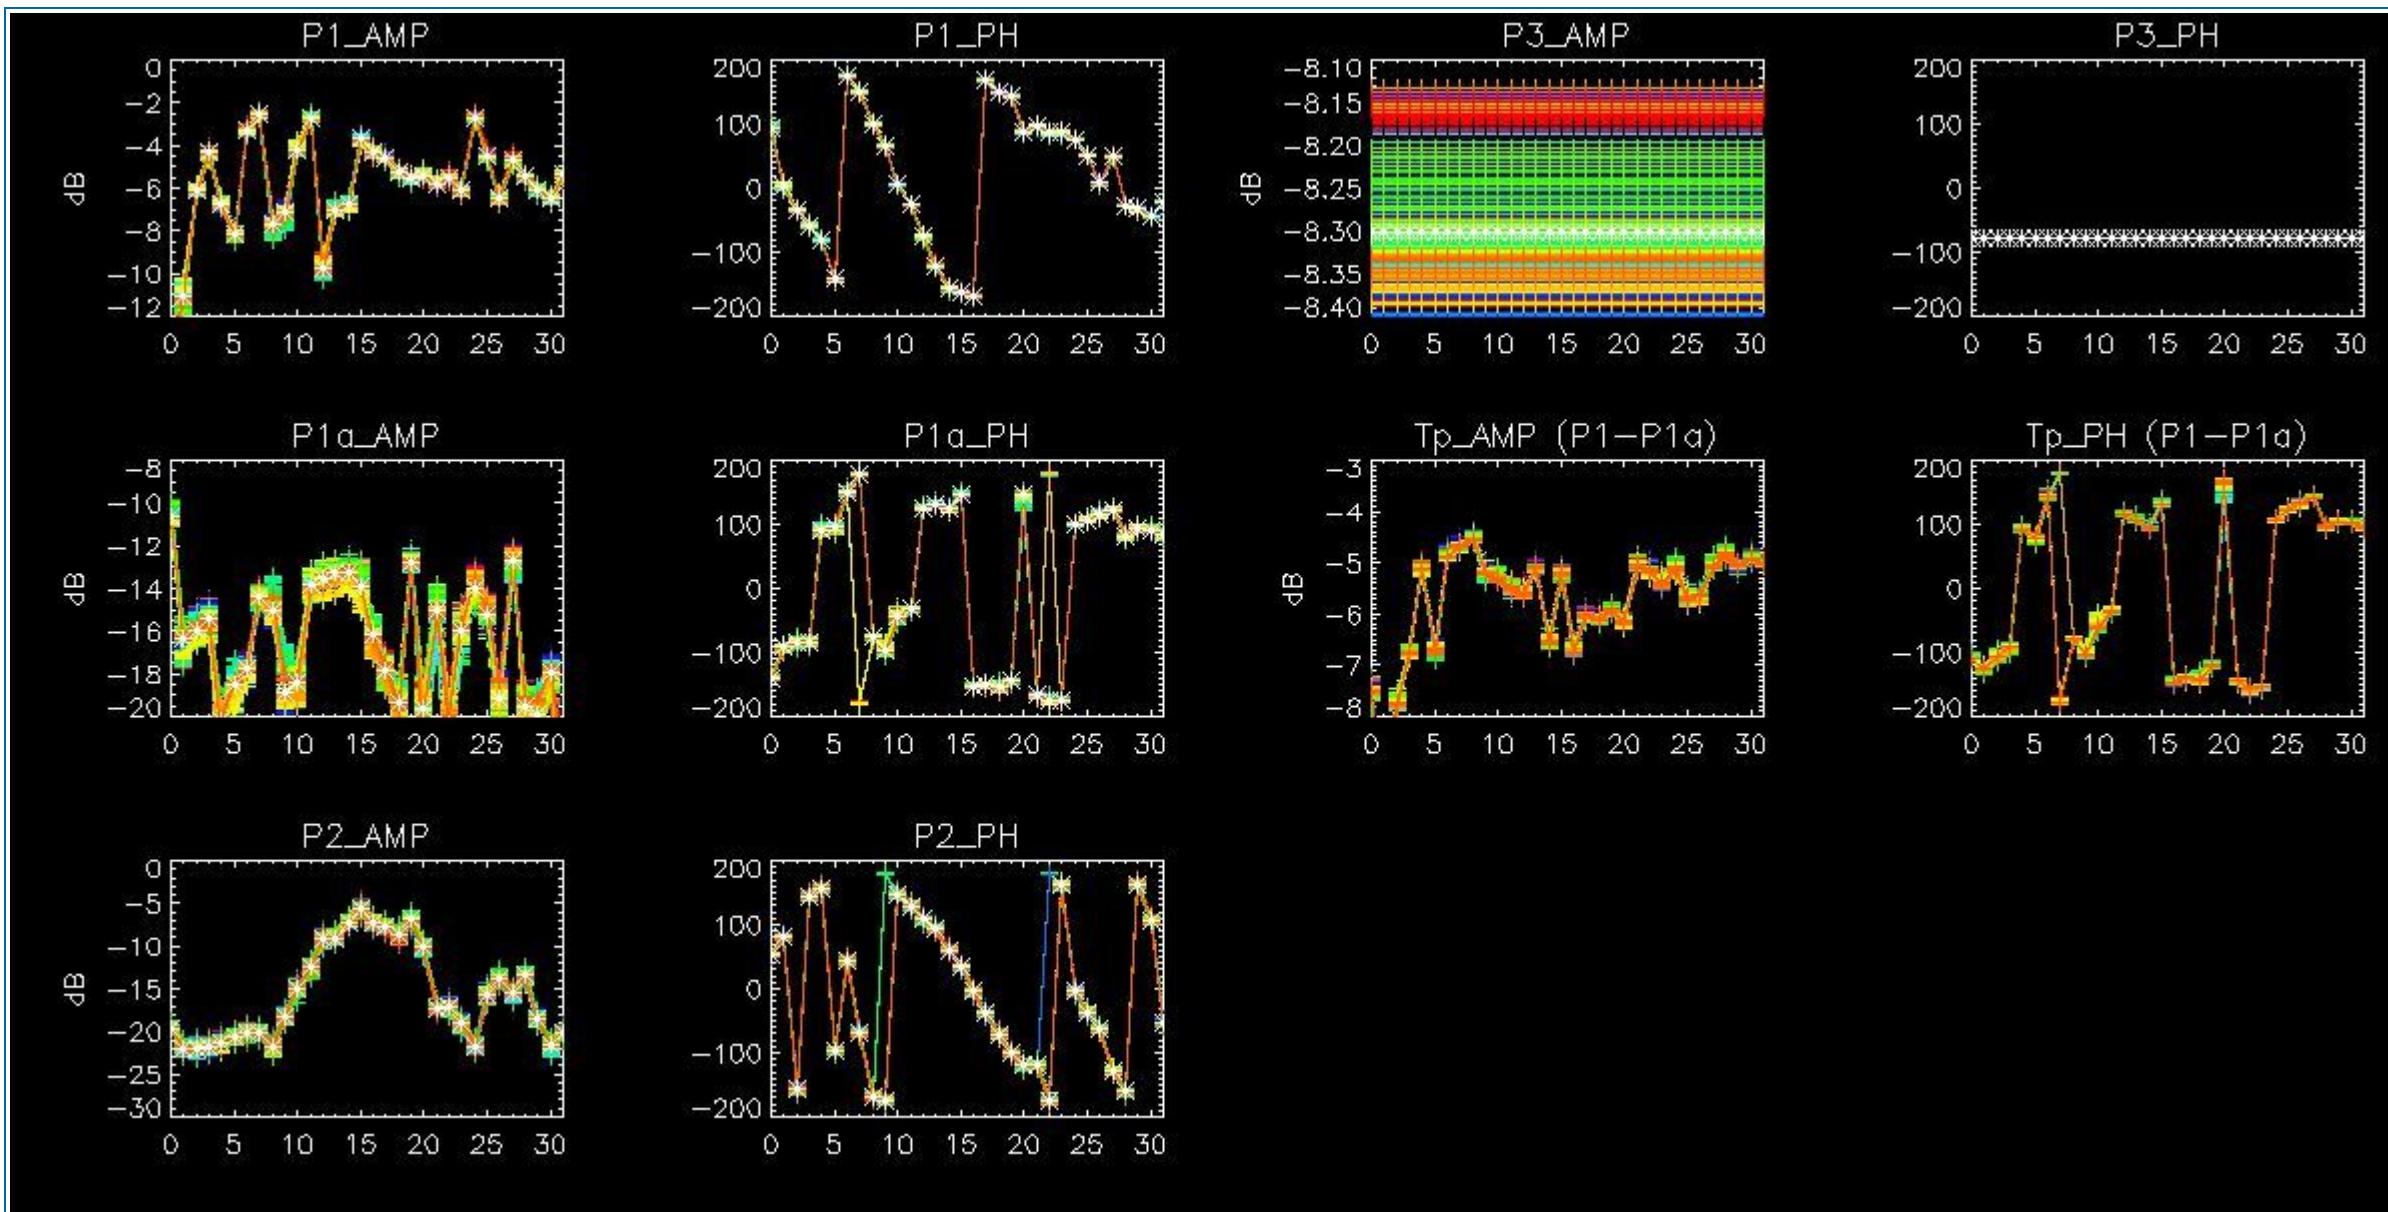 P1_AMP
0
−2
−4
−6
−8
−10
−12
dB
0 5 10 15 20 25 30
P1_PH
200
100
0
−100
−200
0 5 10 15 20 25 30
P3_AMP
−8.10
−8.15
−8.20
−8.25
−8.30
−8.35
−8.40
dB
0 5 10 15 20 25 30
P3_PH
200
100
0
−100
−200
0 5 10 15 20 25 30
P1a_AMP
−8
−10
−12
−14
−16
−18
−20
dB
0 5 10 15 20 25 30
P1a_PH
200
100
0
−100
−200
0 5 10 15 20 25 30
Tp_AMP (P1−P1a)
−3
−4
−5
−6
−7
−8
dB
0 5 10 15 20 25 30
Tp_PH (P1−P1a)
200
100
0
−100
−200
0 5 10 15 20 25 30
P2_AMP
0
−5
−10
−15
−20
−25
−30
dB
0 5 10 15 20 25 30
P2_PH
200
100
0
−100
−200
0 5 10 15 20 25 30